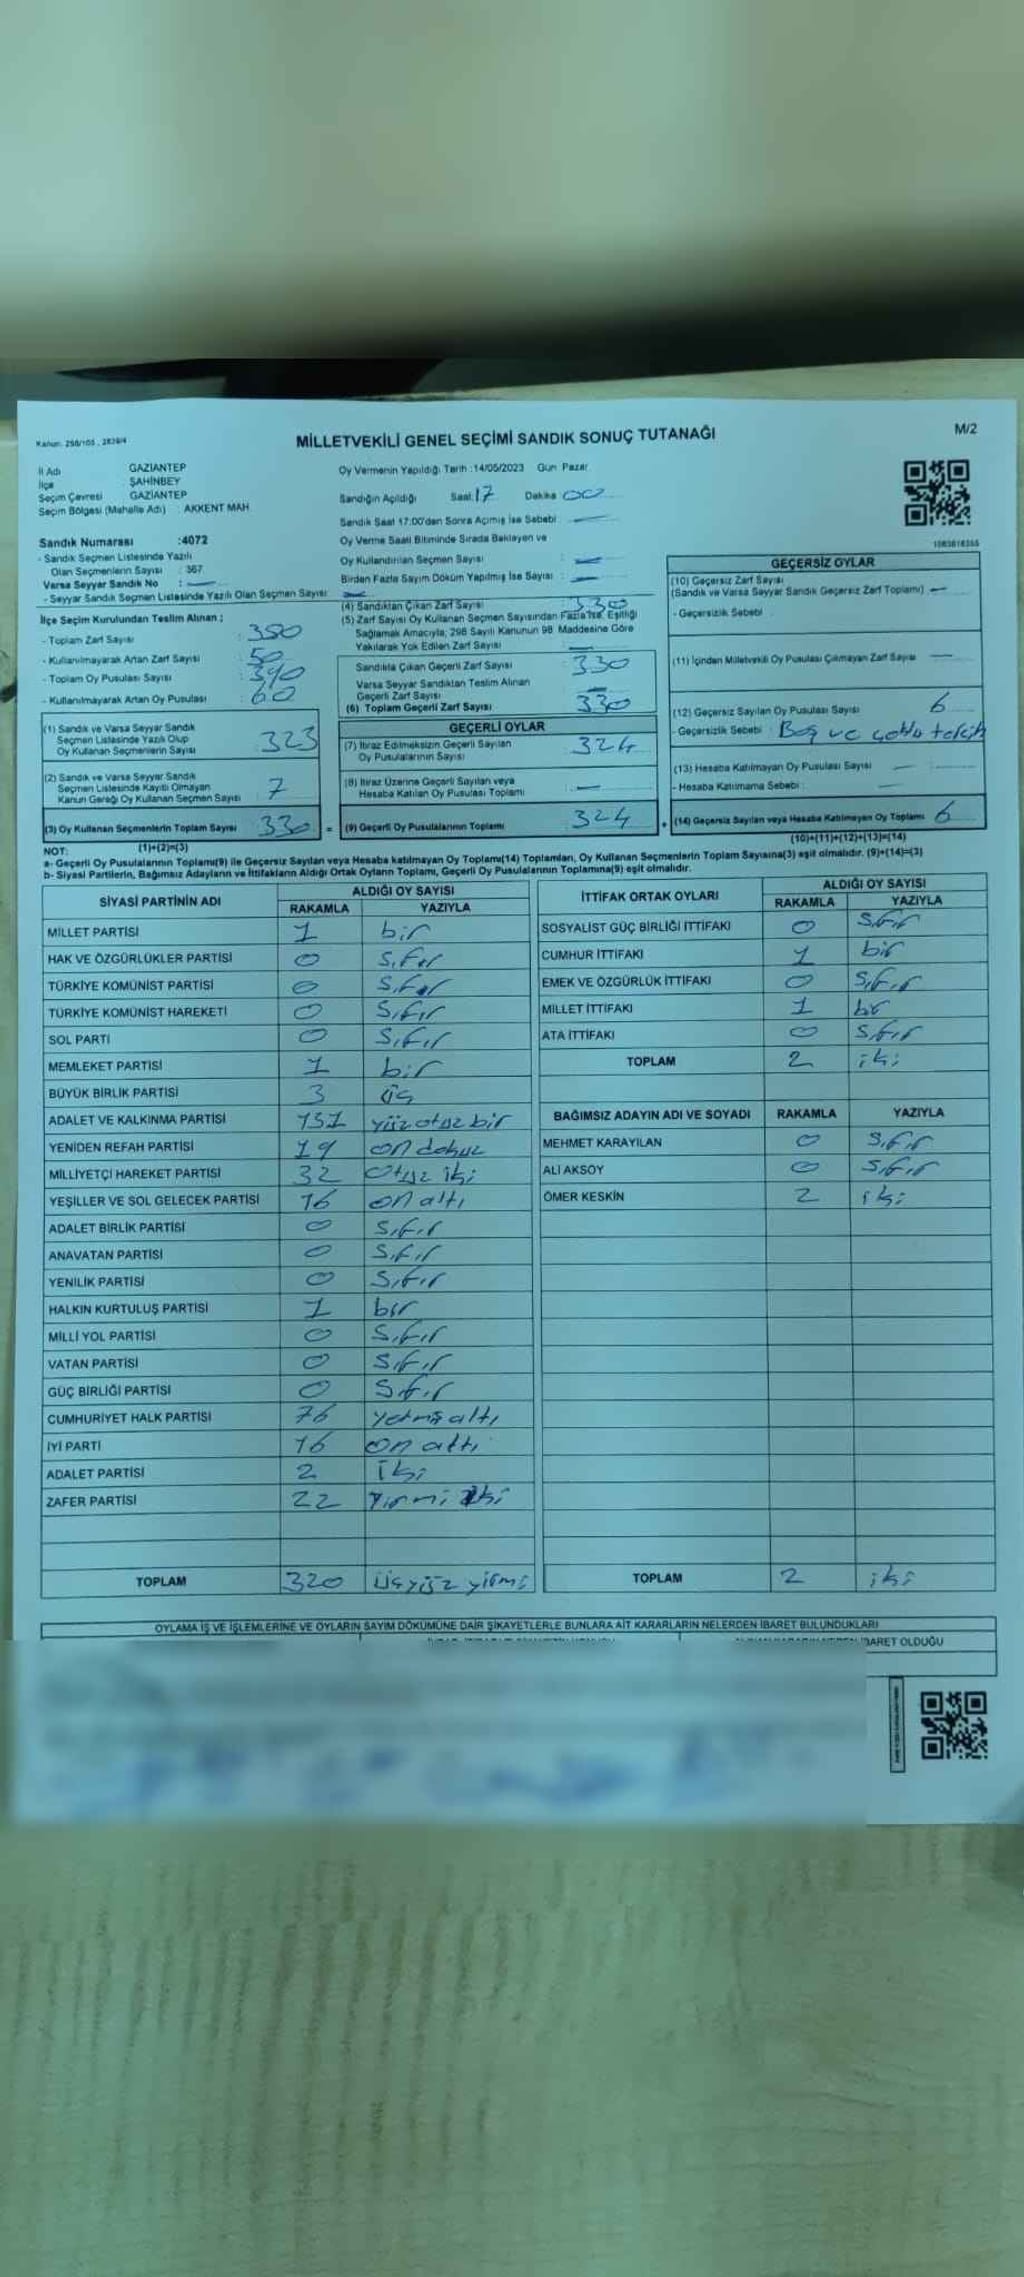 Kanun: 298/105 , 2839/4
MİLLETVEKİLİ GENEL SEÇİMİ SANDIK SONUÇ TUTANAĞI
M/2
İl Adı GAZİANTEP
İlçe ŞAHİNBEY
Seçim Çevresi GAZİANTEP
Seçim Bölgesi (Mahalle Adı) : AKKENT MAH
Oy Vermenin Yapıldığı Tarih :14/05/2023 Gün Pazar
Sandığın Açıldığı Saat: 17 Dakika 00
Sandık Saat 17:00'den Sonra Açımış İse Sebebi —
Oy Verme Saati Bitiminde Sırada Bekleyen ve
Oy Kullandırılan Seçmen Sayısı : —
Birden Fazla Sayım Döküm Yapılmış İse Sayısı : —
Sandık Numarası :4072
- Sandık Seçmen Listesinde Yazılı
Olan Seçmenlerin Sayısı : 367
Varsa Seyyar Sandık No : —
- Seyyar Sandık Seçmen Listesinde Yazılı Olan Seçmen Sayısı: —
İlçe Seçim Kurulundan Teslim Alınan ;
- Toplam Zarf Sayısı : 380
- Kullanılmayarak Artan Zarf Sayısı : 50
- Toplam Oy Pusulası Sayısı : 390
- Kullanılmayarak Artan Oy Pusulası : 60
(1) Sandık ve Varsa Seyyar Sandık
Seçmen Listesinde Yazılı Olup
Oy Kullanan Seçmenlerin Sayısı 323
(2) Sandık ve Varsa Seyyar Sandık
Seçmen Listesinde Kayıtlı Olmayan
Kanun Gereği Oy Kullanan Seçmen Sayısı 7
(3) Oy Kullanan Seçmenlerin Toplam Sayısı 330 =
(1)+(2)=(3)
(4) Sandıktan Çıkan Zarf Sayısı 330
(5) Zarf Sayısı Oy Kullanan Seçmen Sayısından Fazla İse, Eşitliği
Sağlamak Amacıyla, 298 Sayılı Kanunun 98. Maddesine Göre
Yakılarak Yok Edilen Zarf Sayısı —
Sandıkta Çıkan Geçerli Zarf Sayısı : 330
Varsa Seyyar Sandıktan Teslim Alınan
Geçerli Zarf Sayısı —
(6) Toplam Geçerli Zarf Sayısı : 330
GEÇERLİ OYLAR
(7) İtiraz Edilmeksizin Geçerli Sayılan
Oy Pusulalarının Sayısı 324
(8) İtiraz Üzerine Geçerli Sayılan veya
Hesaba Katılan Oy Pusulası Toplamı —
(9) Geçerli Oy Pusulalarının Toplamı 324 +
GEÇERSİZ OYLAR
(10) Geçersiz Zarf Sayısı
(Sandık ve Varsa Seyyar Sandık Geçersiz Zarf Toplamı) —
- Geçersizlik Sebebi
(11) İçinden Milletvekili Oy Pusulası Çıkmayan Zarf Sayısı —
(12) Geçersiz Sayılan Oy Pusulası Sayısı 6
- Geçersizlik Sebebi : Boş ve çoklu tercih
(13) Hesaba Katılmayan Oy Pusulası Sayısı —
- Hesaba Katılmama Sebebi : —
(14) Geçersiz Sayılan veya Hesaba Katılmayan Oy Toplamı 6
(10)+(11)+(12)+(13)=(14)
NOT:
a- Geçerli Oy Pusulalarının Toplamı(9) ile Geçersiz Sayılan veya Hesaba katılmayan Oy Toplamı(14) Toplamları, Oy Kullanan Seçmenlerin Toplam Sayısına(3) eşit olmalıdır. (9)+(14)=(3)
b- Siyasi Partilerin, Bağımsız Adayların ve İttifakların Aldığı Ortak Oyların Toplamı, Geçerli Oy Pusulalarının Toplamına(9) eşit olmalıdır.
SİYASİ PARTİNİN ADI ALDIĞI OY SAYISI
RAKAMLA YAZIYLA
MİLLET PARTİSİ 1 bir
HAK VE ÖZGÜRLÜKLER PARTİSİ 0 sıfır
TÜRKİYE KOMÜNİST PARTİSİ 0 sıfır
TÜRKİYE KOMÜNİST HAREKETİ 0 sıfır
SOL PARTİ 0 sıfır
MEMLEKET PARTİSİ 1 bir
BÜYÜK BİRLİK PARTİSİ 3 üç
ADALET VE KALKINMA PARTİSİ 131 yüz otuz bir
YENİDEN REFAH PARTİSİ 19 on dokuz
MİLLİYETÇİ HAREKET PARTİSİ 32 otuz iki
YEŞİLLER VE SOL GELECEK PARTİSİ 16 on altı
ADALET BİRLİK PARTİSİ 0 sıfır
ANAVATAN PARTİSİ 0 sıfır
YENİLİK PARTİSİ 0 sıfır
HALKIN KURTULUŞ PARTİSİ 1 bir
MİLLİ YOL PARTİSİ 0 sıfır
VATAN PARTİSİ 0 sıfır
GÜÇ BİRLİĞİ PARTİSİ 0 sıfır
CUMHURİYET HALK PARTİSİ 76 yetmiş altı
İYİ PARTİ 16 on altı
ADALET PARTİSİ 2 iki
ZAFER PARTİSİ 22 yirmi iki
TOPLAM 320 üçyüz yirmi
İTTİFAK ORTAK OYLARI ALDIĞI OY SAYISI
RAKAMLA YAZIYLA
SOSYALİST GÜÇ BİRLİĞİ İTTİFAKI 0 sıfır
CUMHUR İTTİFAKI 1 bir
EMEK VE ÖZGÜRLÜK İTTİFAKI 0 sıfır
MİLLET İTTİFAKI 1 bir
ATA İTTİFAKI 0 sıfır
TOPLAM 2 iki
BAĞIMSIZ ADAYIN ADI VE SOYADI RAKAMLA YAZIYLA
MEHMET KARAYILAN 0 sıfır
ALİ AKSOY 0 sıfır
ÖMER KESKİN 2 iki
TOPLAM 2 iki
OYLAMA İŞ VE İŞLEMLERİNE VE OYLARIN SAYIM DÖKÜMÜNE DAİR ŞİKAYETLERLE BUNLARA AİT KARARLARIN NELERDEN İBARET BULUNDUKLARI
OLDUĞU